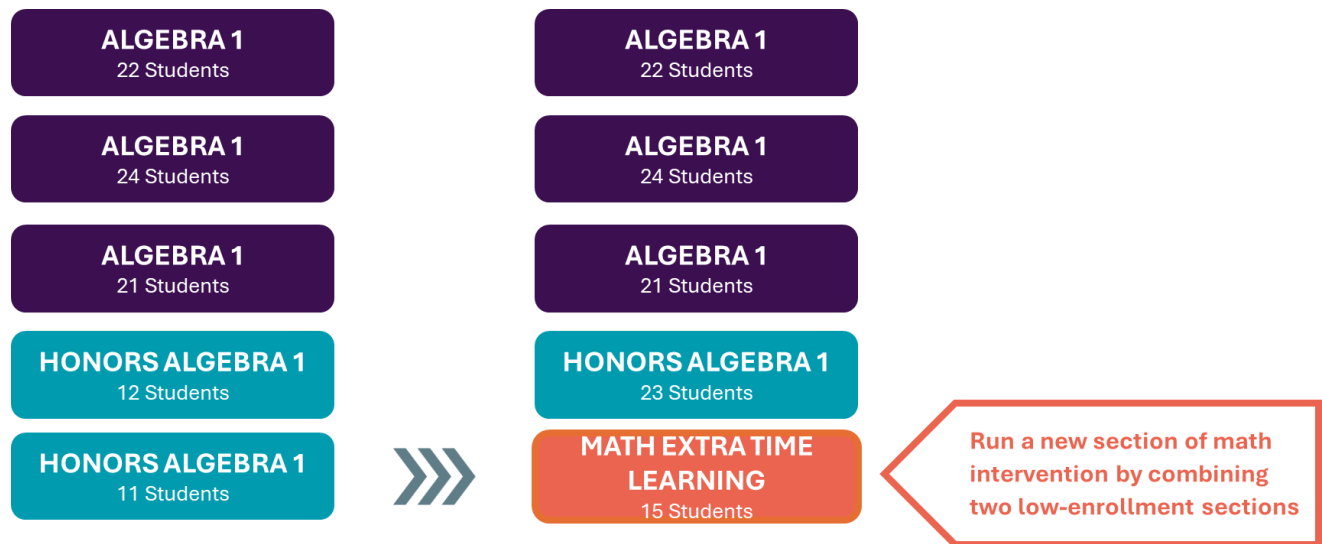 ALGEBRA 1
22 Students
ALGEBRA 1
24 Students
ALGEBRA 1
21 Students
HONORS ALGEBRA 1
12 Students
HONORS ALGEBRA 1
11 Students
ALGEBRA 1
22 Students
ALGEBRA 1
24 Students
ALGEBRA 1
21 Students
HONORS ALGEBRA 1
23 Students
MATH EXTRA TIME
LEARNING
15 Students
Run a new section of math
intervention by combining
two low-enrollment sections